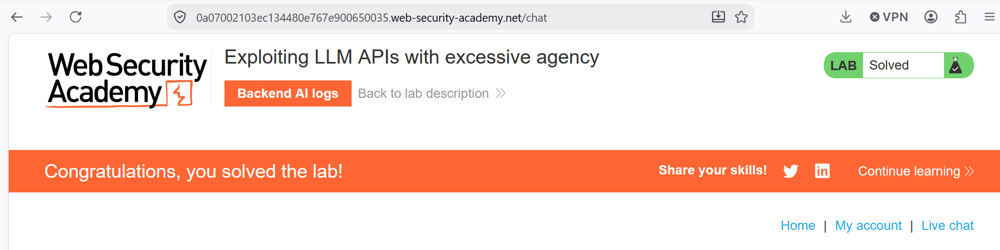 0a07002103ec134480e767e900650035.web-security-academy.net/chat
VPN
Web Security
Academy
Exploiting LLM APIs with excessive agency
Backend AI logs
Back to lab description
LAB Solved
Congratulations, you solved the lab!
Share your skills!
Continue learning
Home | My account | Live chat